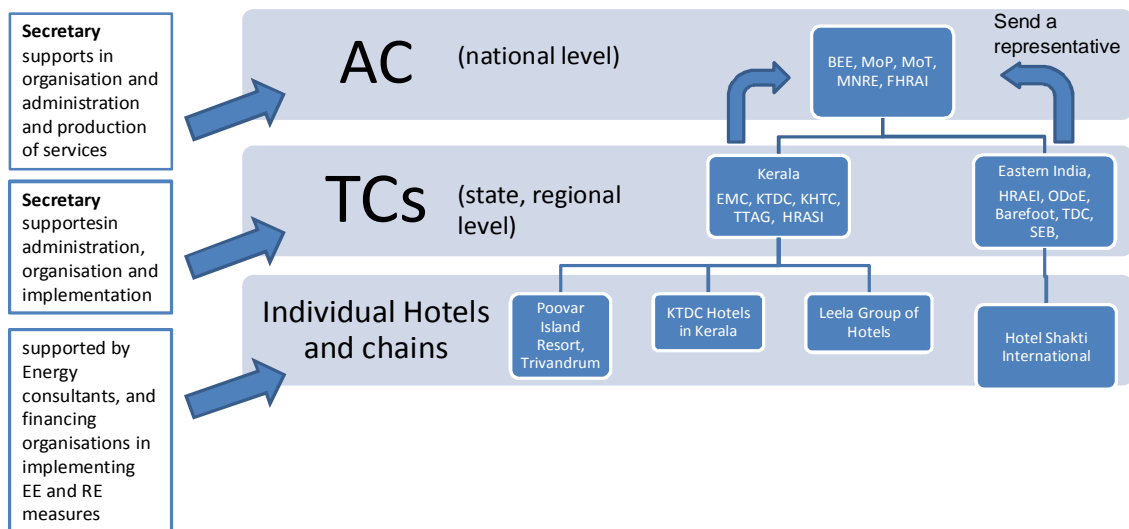 Secretary
supports in
organisation and
administration
and production
of services
AC
(national level)
BEE, MoP, MoT,
MNRE, FHRAI
Send a
representative
Secretary
supportesin
administration,
organisation and
implementation
TCs
(state, regional
level)
Kerala
EMC, KTDC, KHTC,
TTAG, HRASI
Eastern India,
HRAEI, ODoE,
Barefoot, TDC,
SEB,
supported by
Energy
consultants, and
financing
organisations in
implementing
EE and RE
measures
Individual Hotels
and chains
Poovar
Island
Resort,
Trivandrum
KTDC Hotels
in Kerala
Leela Group of
Hotels
Hotel Shakti
International